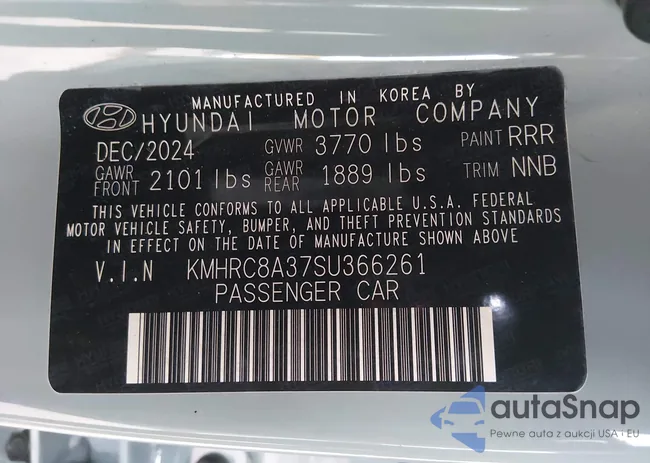 MANUFACTURED IN KOREA BY
HYUNDAI MOTOR COMPANY
DEC/2024 GVWR 3770 lbs PAINT RRR
GAWR FRONT 2101 lbs GAWR REAR 1889 lbs TRIM NNB
THIS VEHICLE CONFORMS TO ALL APPLICABLE U.S.A. FEDERAL
MOTOR VEHICLE SAFETY, BUMPER, AND THEFT PREVENTION STANDARDS
IN EFFECT ON THE DATE OF MANUFACTURE SHOWN ABOVE
V.I.N KMHRC8A37SU366261
PASSENGER CAR
autaSnap
Pewne auta z aukcji USA i EU